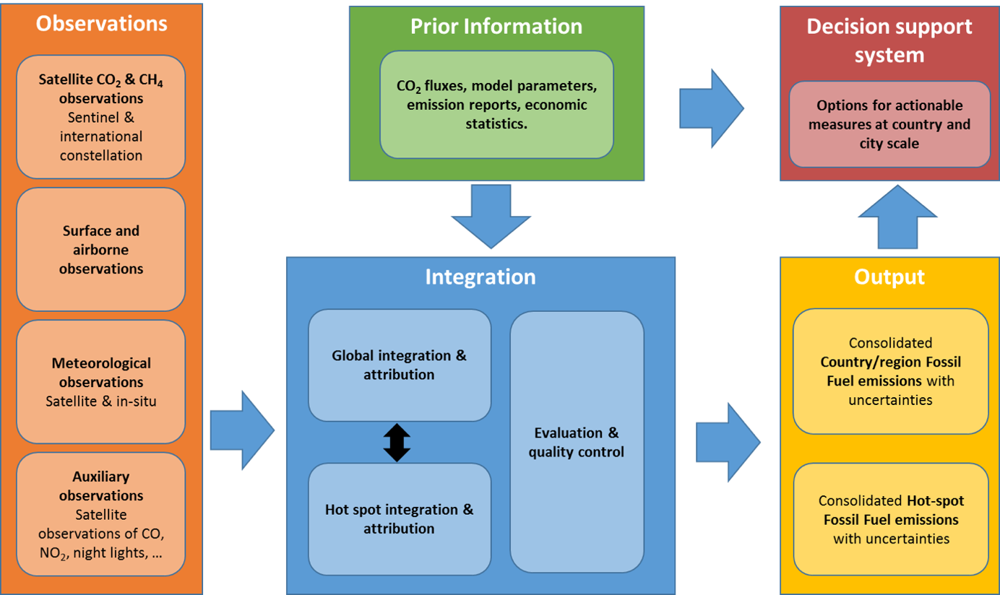 Observations
Satellite CO₂ & CH₄
observations
Sentinel &
international
constellation
Surface and
airborne
observations
Meteorological
observations
Satellite & in-situ
Auxiliary
observations
Satellite
observations of CO,
NO₂, night lights, ...
Prior Information
CO₂ fluxes, model parameters,
emission reports, economic
statistics.
Integration
Global integration &
attribution
Hot spot integration &
attribution
Evaluation &
quality control
Decision support
system
Options for actionable
measures at country and
city scale
Output
Consolidated
Country/region Fossil
Fuel emissions with
uncertainties
Consolidated Hot-spot
Fossil Fuel emissions
with uncertainties